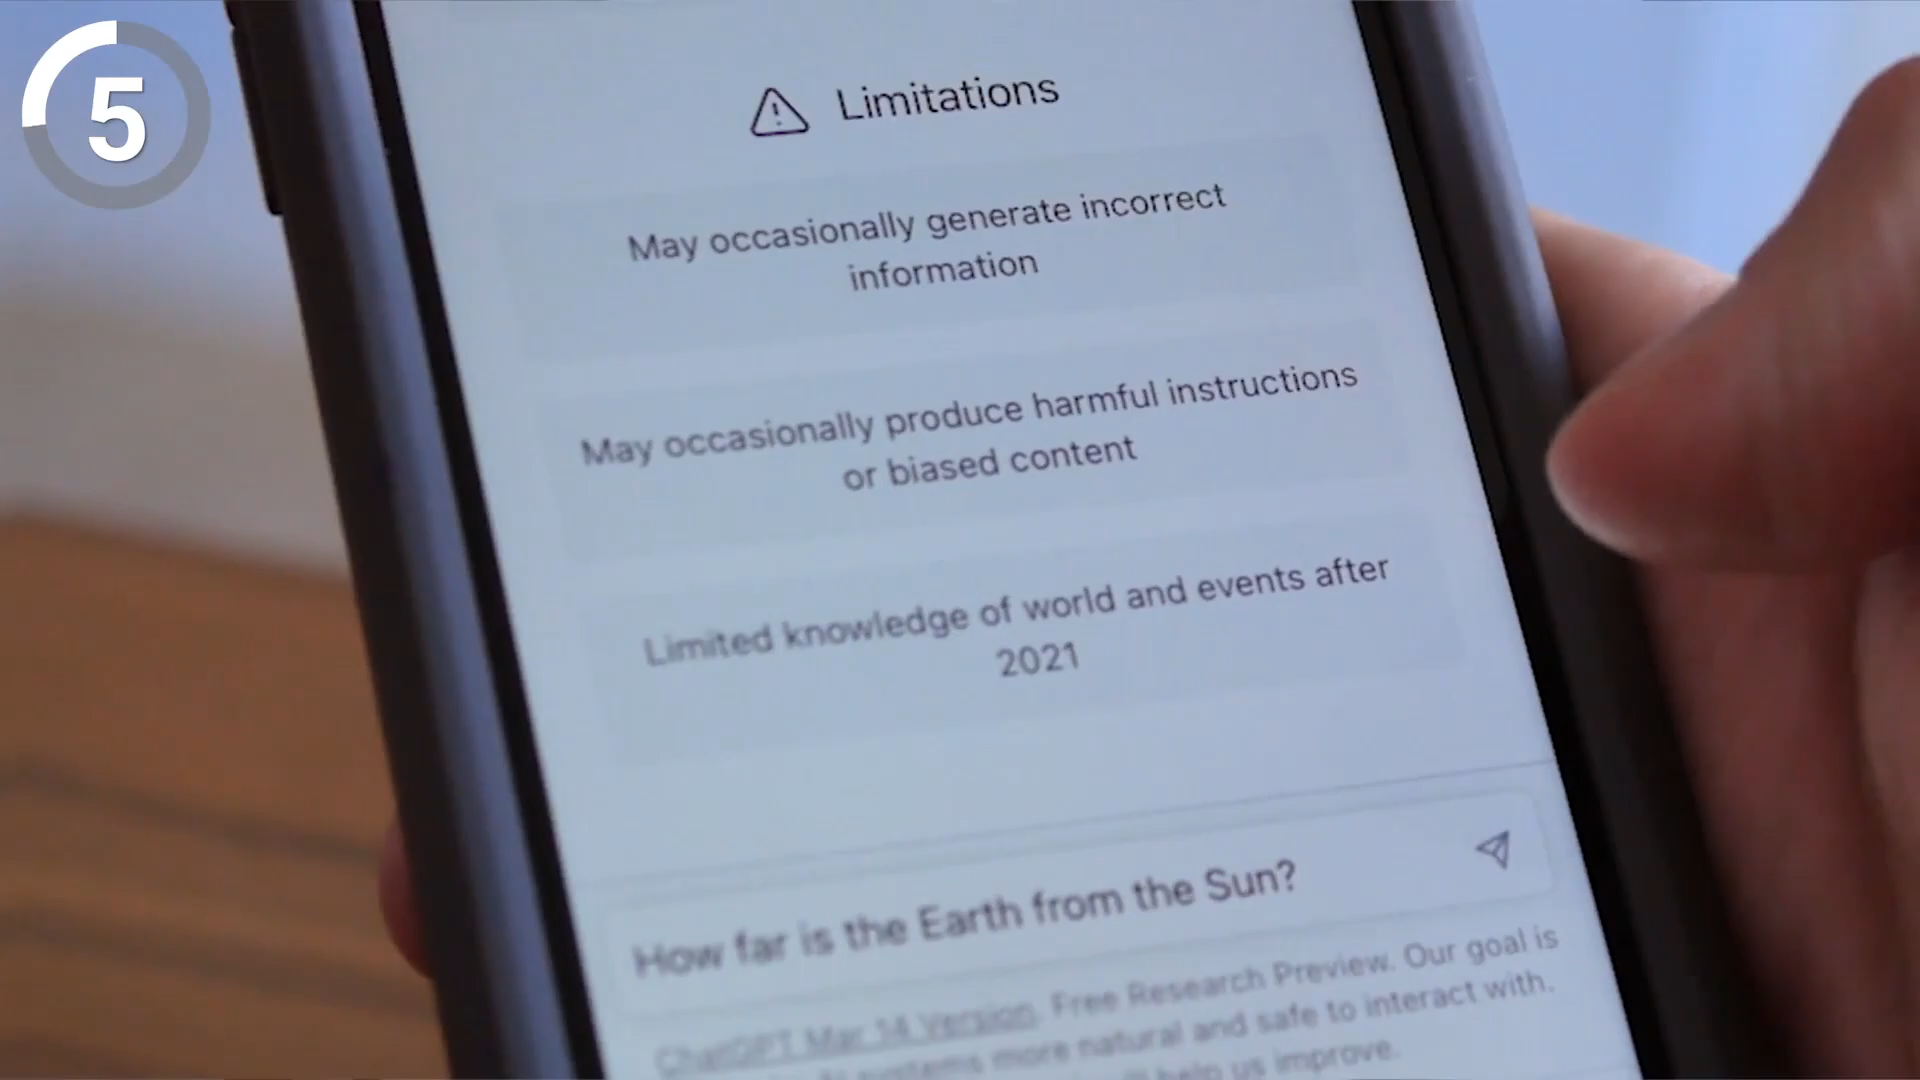 5
Limitations
May occasionally generate incorrect
information
May occasionally produce harmful instructions
or biased content
Limited knowledge of world and events after
2021
How far is the Earth from the Sun?
ChatGPT Mar 14 Version. Free Research Preview. Our goal is
systems more natural and safe to interact with.
help us improve.